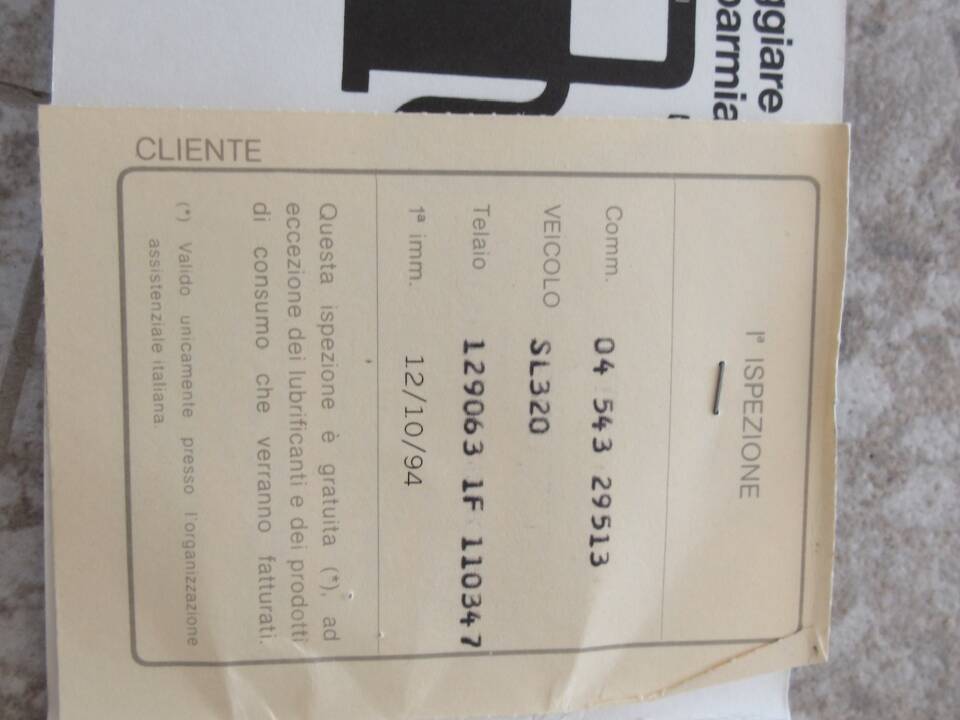 ggiare
parmia
CLIENTE
Iª ISPEZIONE
Comm. 04 543 29513
VEICOLO SL320
Telaio 129063 1F 110347
1ª imm. 12/10/94
Questa ispezione è gratuita (*), ad
eccezione dei lubrificanti e dei prodotti
di consumo che verranno fatturati.
(*) Valido unicamente presso l'organizzazione
assistenziale italiana.